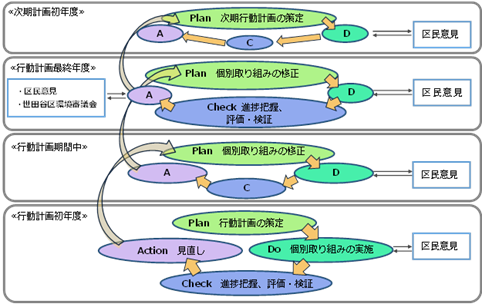 ≪次期計画初年度≫
Plan 次期行動計画の策定
A
C
D
区民意見
≪行動計画最終年度≫
Plan 個別取り組みの修正
・区民意見
・世田谷区環境審議会
A
D
区民意見
Check 進捗把握、
評価・検証
≪行動計画期間中≫
Plan 個別取り組みの修正
A
D
C
区民意見
≪行動計画初年度≫
Plan 行動計画の策定
Action 見直し
Do 個別取り組みの実施
区民意見
Check 進捗把握、評価・検証